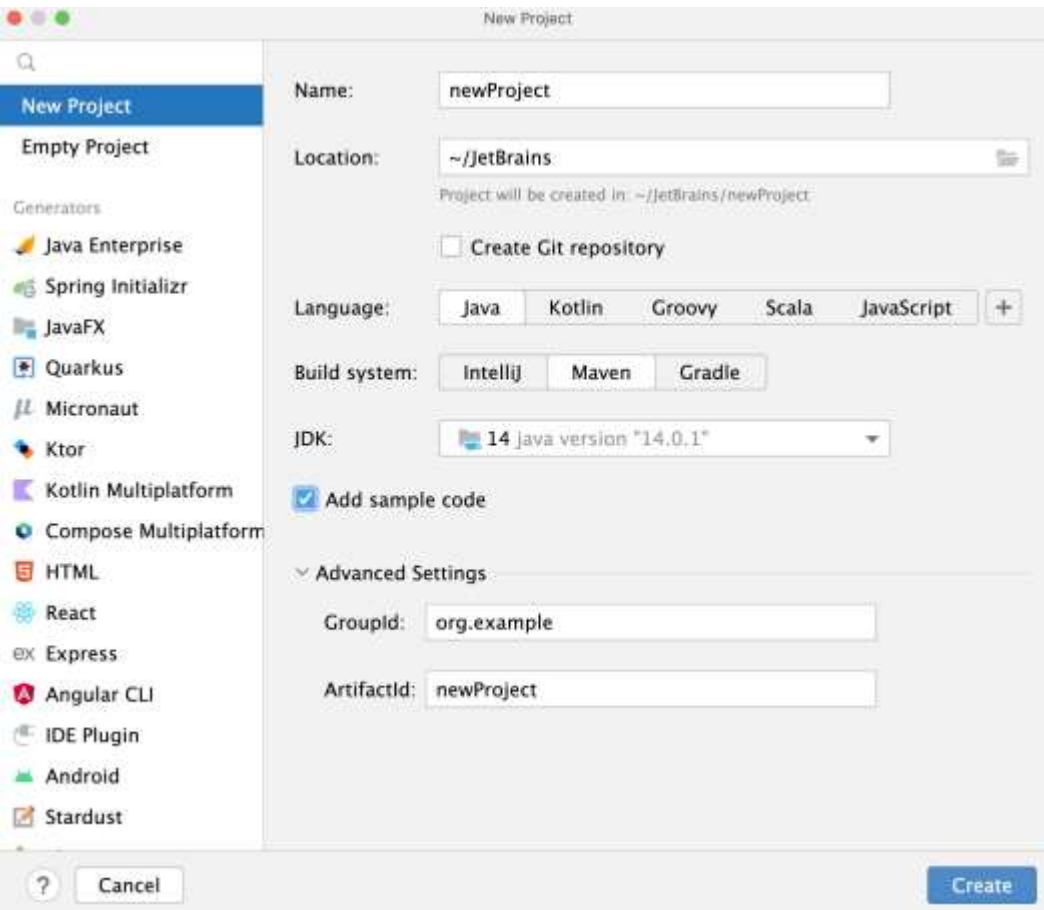 New Project
New Project
Empty Project
Generators
Java Enterprise
Spring Initializr
JavaFX
Quarkus
Micronaut
Ktor
Kotlin Multiplatform
Compose Multiplatform
HTML
React
ex Express
Angular CLI
IDE Plugin
Android
Stardust
Name: newProject
Location: ~/JetBrains
Project will be created in: ~/JetBrains/newProject
Create Git repository
Language: Java Kotlin Groovy Scala JavaScript +
Build system: IntelliJ Maven Gradle
JDK: 14 java version "14.0.1"
Add sample code
Advanced Settings
GroupId: org.example
ArtifactId: newProject
? Cancel Create